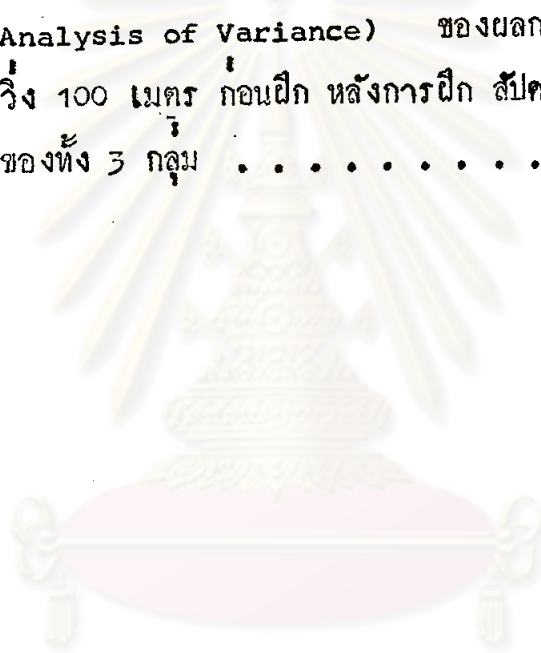 Analysis of Variance) ของผลก
วิ่ง 100 เมตร ก่อนฝึก หลังการฝึก สัปด
ของทั้ง 3 กลุ่ม . . . . . . . . . .